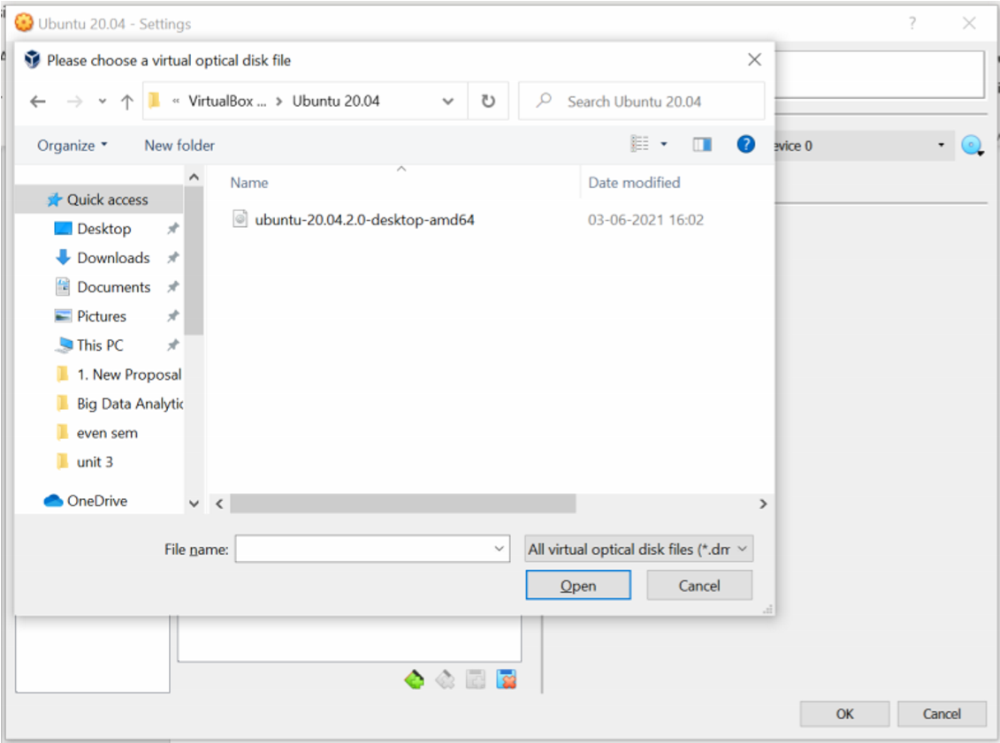 Ubuntu 20.04 - Settings
?
Please choose a virtual optical disk file
« VirtualBox ... > Ubuntu 20.04
Search Ubuntu 20.04
Organize
New folder
?
evice 0
Name
Date modified
Quick access
ubuntu-20.04.2.0-desktop-amd64
03-06-2021 16:02
Desktop
Downloads
Documents
Pictures
This PC
1. New Proposal
Big Data Analytic
even sem
unit 3
OneDrive
File name:
All virtual optical disk files (*.dm
Open
Cancel
OK
Cancel